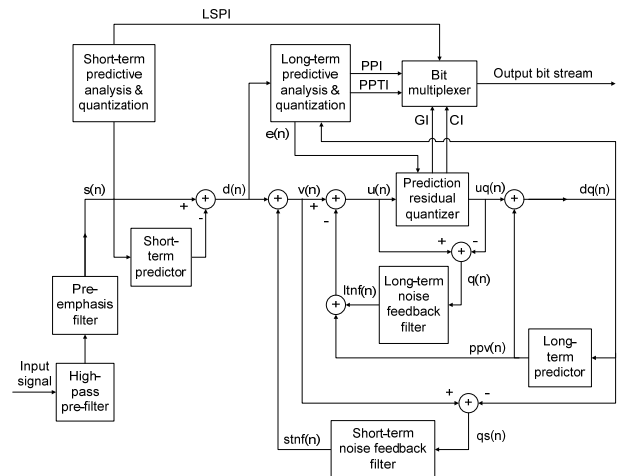 LSPI
Short-term
predictive
analysis &
quantization
Long-term
predictive
analysis &
quantization
PPI
PPTI
Bit
multiplexer
Output bit stream
e(n)
GI
CI
s(n)
+
-
+
d(n)
+
v(n)
+
-
+
u(n)
Prediction
residual
quantizer
uq(n)
+
dq(n)
Short-
term
predictor
+
-
+
q(n)
Pre-
emphasis
filter
ltnf(n)
+
Long-term
noise
feedback
filter
Input
signal
High-
pass
pre-filter
ppv(n)
Long-
term
predictor
+
-
+
stnf(n)
Short-term
noise feedback
filter
qs(n)